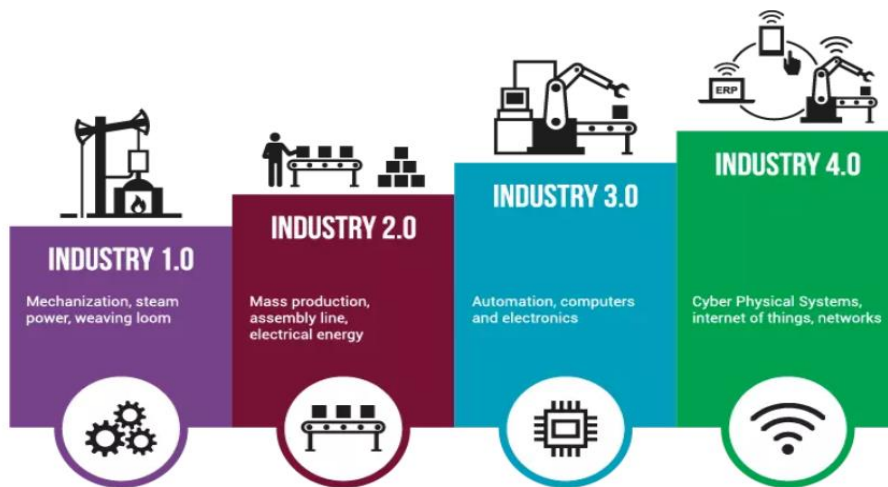 ERP
INDUSTRY 1.0
Mechanization, steam
power, weaving loom
INDUSTRY 2.0
Mass production,
assembly line,
electrical energy
INDUSTRY 3.0
Automation, computers
and electronics
INDUSTRY 4.0
Cyber Physical Systems,
internet of things, networks